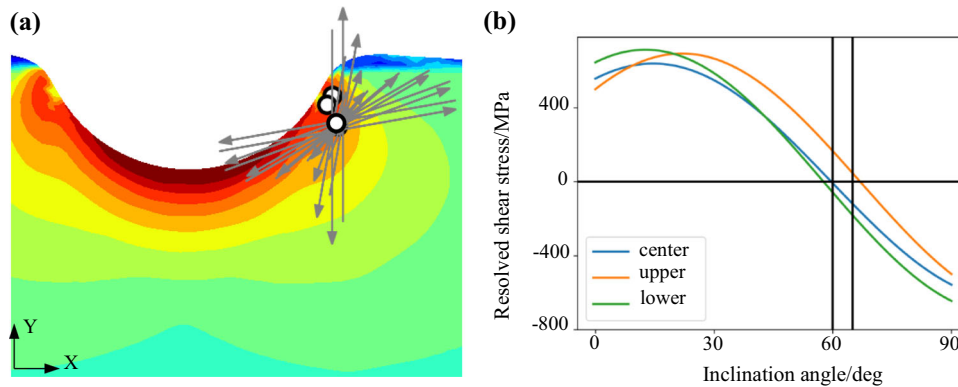 (a)
Y
X
(b)
Resolved shear stress/MPa
400
0
-400
-800
center
upper
lower
0
30
60
90
Inclination angle/deg